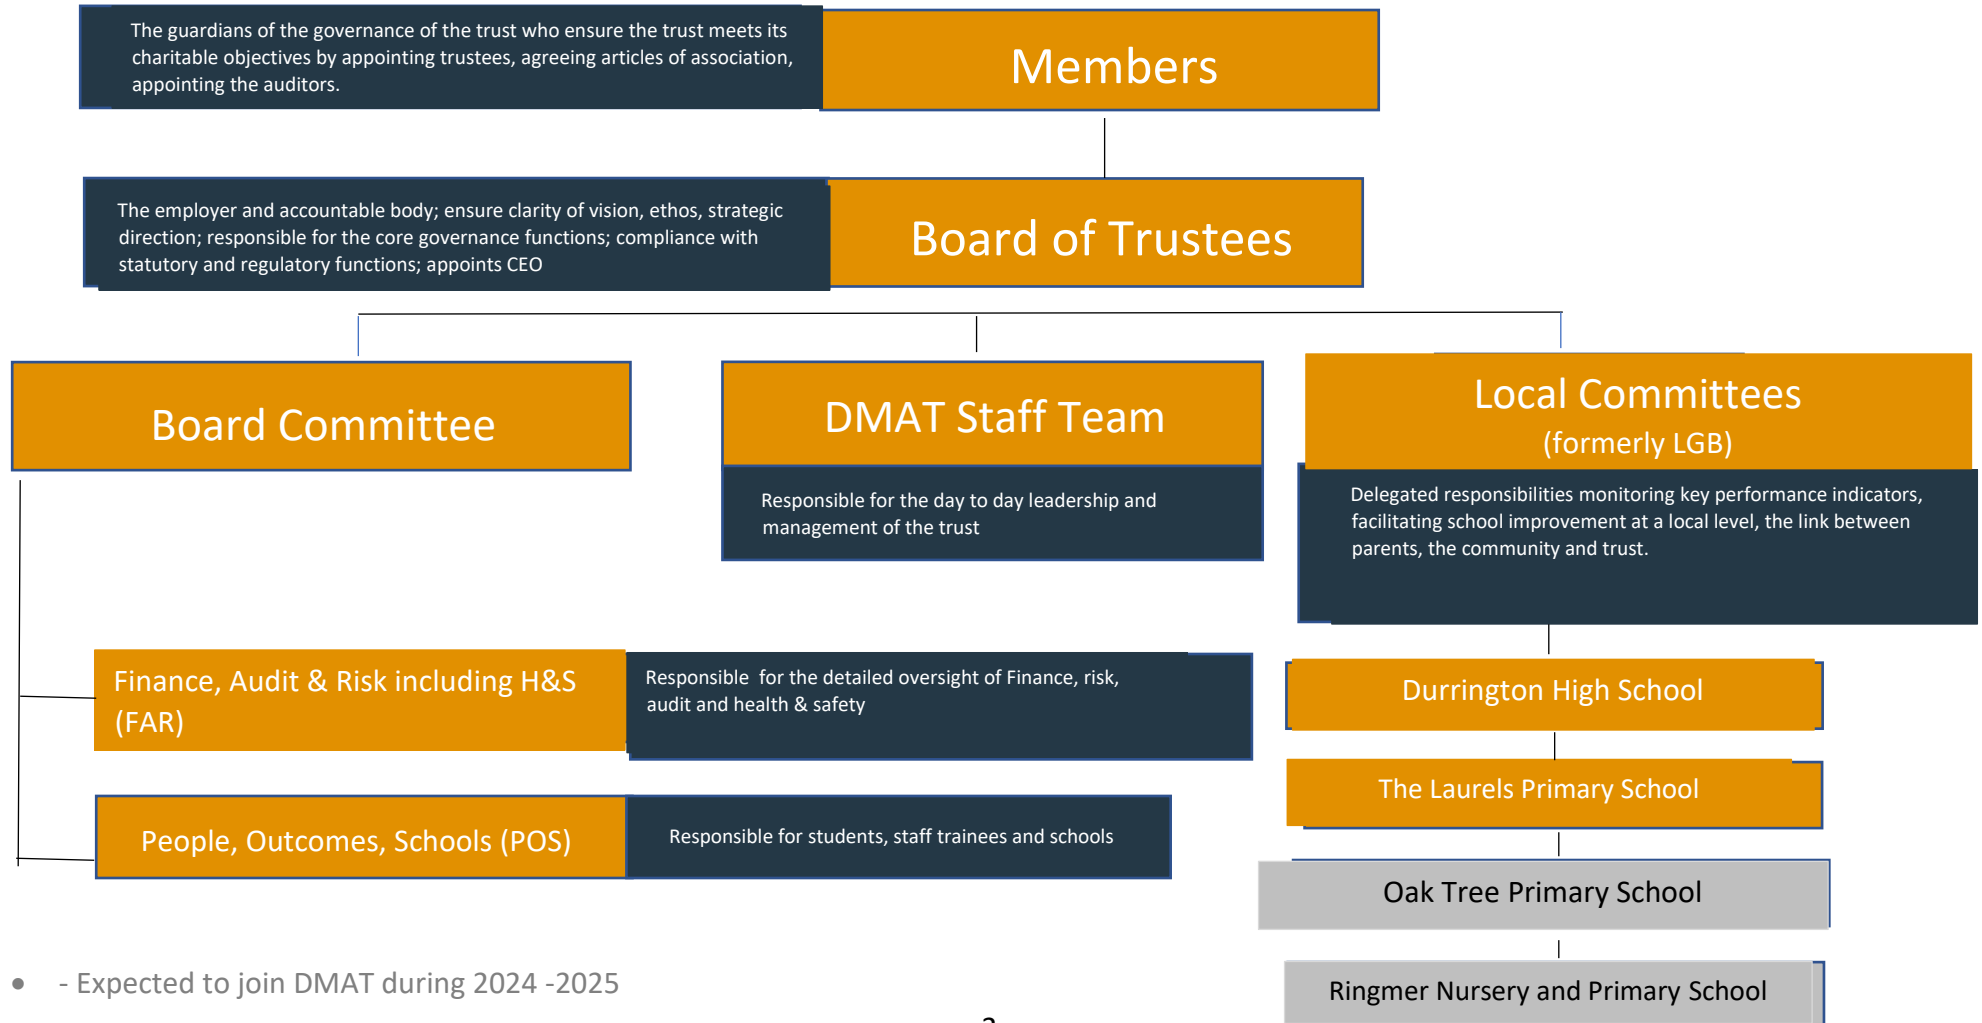 The guardians of the governance of the trust who ensure the trust meets its
charitable objectives by appointing trustees, agreeing articles of association,
appointing the auditors.
Members
The employer and accountable body; ensure clarity of vision, ethos, strategic
direction; responsible for the core governance functions; compliance with
statutory and regulatory functions; appoints CEO
Board of Trustees
Board Committee
DMAT Staff Team
Responsible for the day to day leadership and
management of the trust
Local Committees
(formerly LGB)
Delegated responsibilities monitoring key performance indicators,
facilitating school improvement at a local level, the link between
parents, the community and trust.
Finance, Audit & Risk including H&S
(FAR)
Responsible  for the detailed oversight of Finance, risk,
audit and health & safety
People, Outcomes, Schools (POS)
Responsible for students, staff trainees and schools
Durrington High School
The Laurels Primary School
Oak Tree Primary School
Ringmer Nursery and Primary School
• - Expected to join DMAT during 2024 -2025